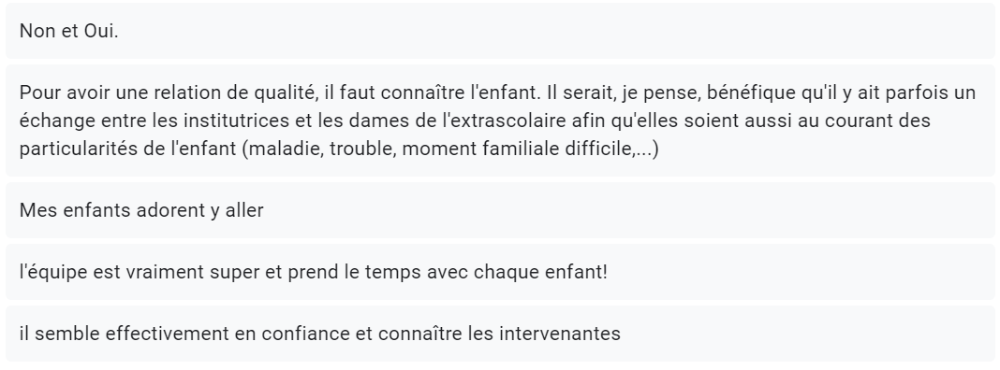 Non et Oui.
Pour avoir une relation de qualité, il faut connaître l'enfant. Il serait, je pense, bénéfique qu'il y ait parfois un
échange entre les institutrices et les dames de l'extrascolaire afin qu'elles soient aussi au courant des
particularités de l'enfant (maladie, trouble, moment familiale difficile,...)
Mes enfants adorent y aller
l'équipe est vraiment super et prend le temps avec chaque enfant!
il semble effectivement en confiance et connaître les intervenantes